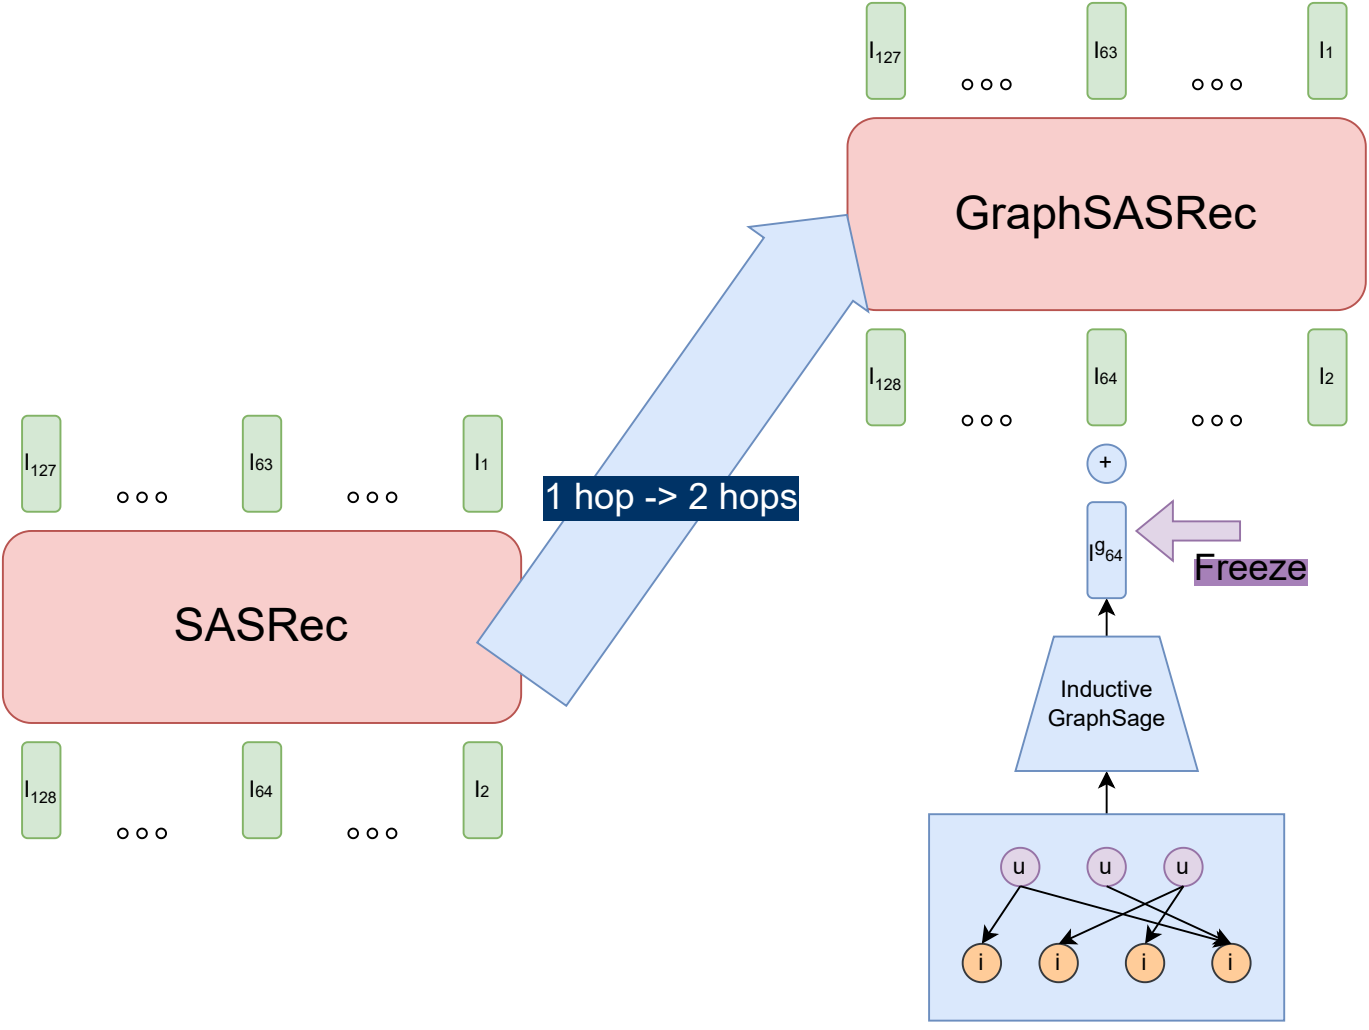 I127
I63
I1
GraphSASRec
I128
I64
I2
+
I127
I63
I1
1 hop -> 2 hops
I^g_64
Freeze
SASRec
Inductive
GraphSage
I128
I64
I2
u u u
i i i i